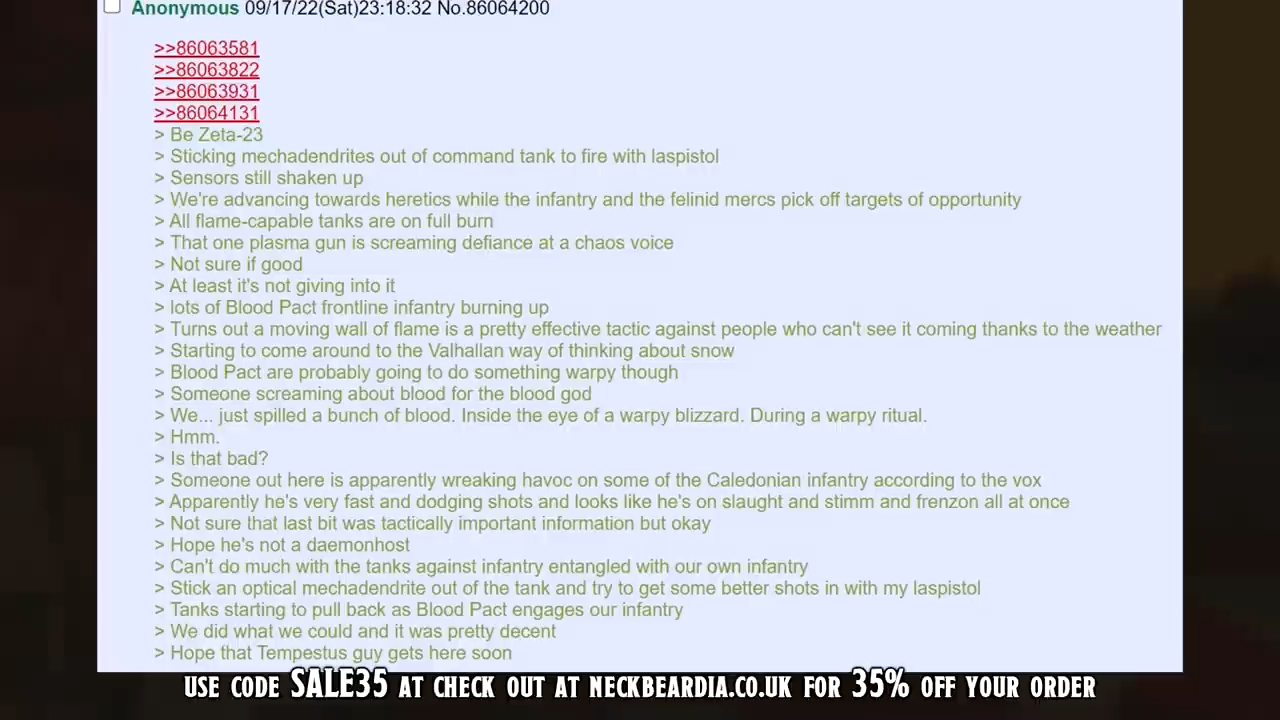 Anonymous 09/17/22(Sat)23:18:32 No.86064200
>>86063581
>>86063822
>>86063931
>>86064131
> Be Zeta-23
> Sticking mechadendrites out of command tank to fire with laspistol
> Sensors still shaken up
> We're advancing towards heretics while the infantry and the felinid mercs pick off targets of opportunity
> All flame-capable tanks are on full burn
> That one plasma gun is screaming defiance at a chaos voice
> Not sure if good
> At least it's not giving into it
> lots of Blood Pact frontline infantry burning up
> Turns out a moving wall of flame is a pretty effective tactic against people who can't see it coming thanks to the weather
> Starting to come around to the Valhallan way of thinking about snow
> Blood Pact are probably going to do something warpy though
> Someone screaming about blood for the blood god
> We... just spilled a bunch of blood. Inside the eye of a warpy blizzard. During a warpy ritual.
> Hmm.
> Is that bad?
> Someone out here is apparently wreaking havoc on some of the Caledonian infantry according to the vox
> Apparently he's very fast and dodging shots and looks like he's on slaught and stimm and frenzon all at once
> Not sure that last bit was tactically important information but okay
> Hope he's not a daemonhost
> Can't do much with the tanks against infantry entangled with our own infantry
> Stick an optical mechadendrite out of the tank and try to get some better shots in with my laspistol
> Tanks starting to pull back as Blood Pact engages our infantry
> We did what we could and it was pretty decent
> Hope that Tempestus guy gets here soon
USE CODE SALE35 AT CHECK OUT AT NECKBEARDIA.CO.UK FOR 35% OFF YOUR ORDER